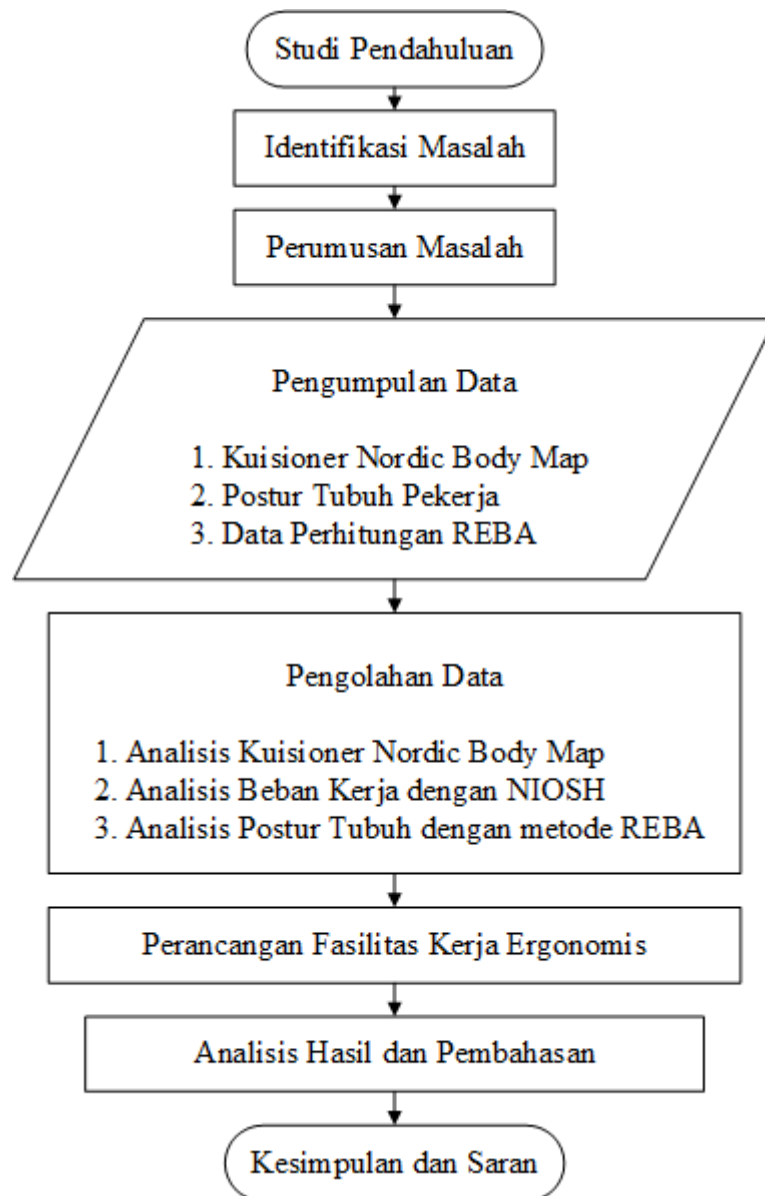 Studi Pendahuluan
Identifikasi Masalah
Perumusan Masalah
Pengumpulan Data
1. Kuisioner Nordic Body Map
2. Postur Tubuh Pekerja
3. Data Perhitungan REBA
Pengolahan Data
1. Analisis Kuisioner Nordic Body Map
2. Analisis Beban Kerja dengan NIOSH
3. Analisis Postur Tubuh dengan metode REBA
Perancangan Fasilitas Kerja Ergonomis
Analisis Hasil dan Pembahasan
Kesimpulan dan Saran